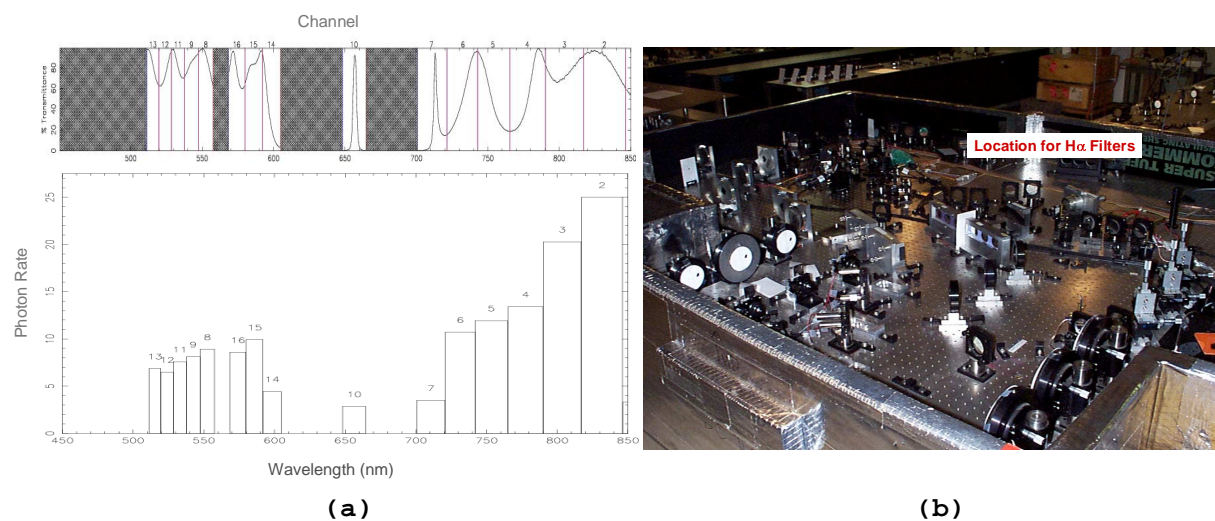 Channel
13 12 11 9 8 16 15 14 10 7 6 5 4 3 2
% Transmittance
100
80
60
40
20
0
500 550 600 650 700 750 800 850
Photon Rate
25
20
15
10
5
0
13 12 11 9 8 16 15 14 10 7 6 5 4 3 2
450 500 550 600 650 700 750 800 850
Wavelength (nm)
(a)
Location for Hα Filters
SUPER TU
(b)